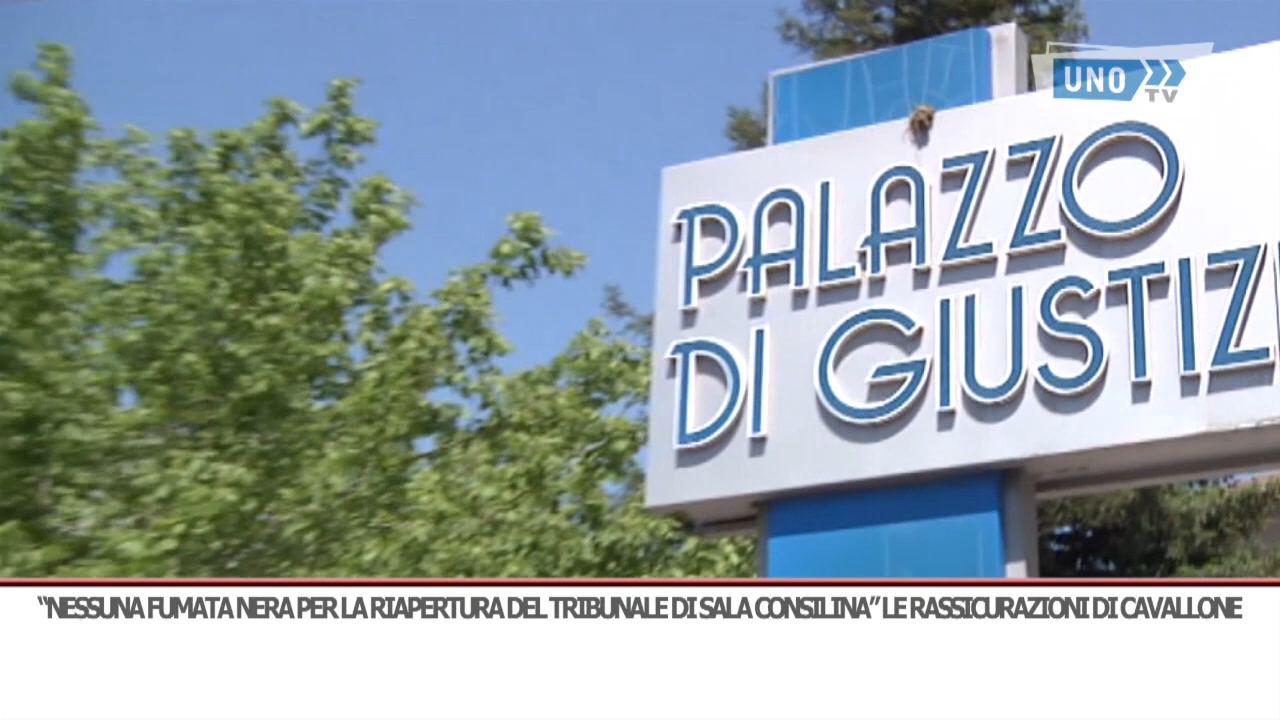 UNO
TV
PALAZZO
DI GIUSTIZI
“NESSUNA FUMATA NERA PER LA RIAPERTURA DEL TRIBUNALE DI SALA CONSILINA” LE RASSICURAZIONI DI CAVALLONE